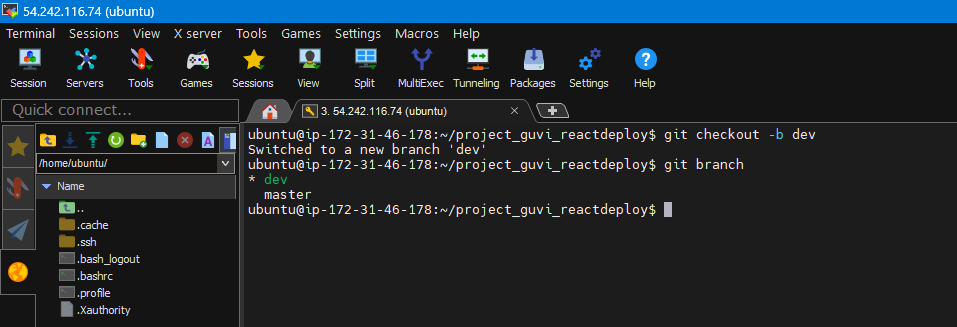 54.242.116.74 (ubuntu)
Terminal Sessions View X server Tools Games Settings Macros Help
Session Servers Tools Games Sessions View Split MultiExec Tunneling Packages Settings Help
Quick connect...
3. 54.242.116.74 (ubuntu)
/home/ubuntu/
Name
..
.cache
.ssh
.bash_logout
.bashrc
.profile
.Xauthority
ubuntu@ip-172-31-46-178:~/project_guvi_reactdeploy$ git checkout -b dev
Switched to a new branch 'dev'
ubuntu@ip-172-31-46-178:~/project_guvi_reactdeploy$ git branch
* dev
  master
ubuntu@ip-172-31-46-178:~/project_guvi_reactdeploy$